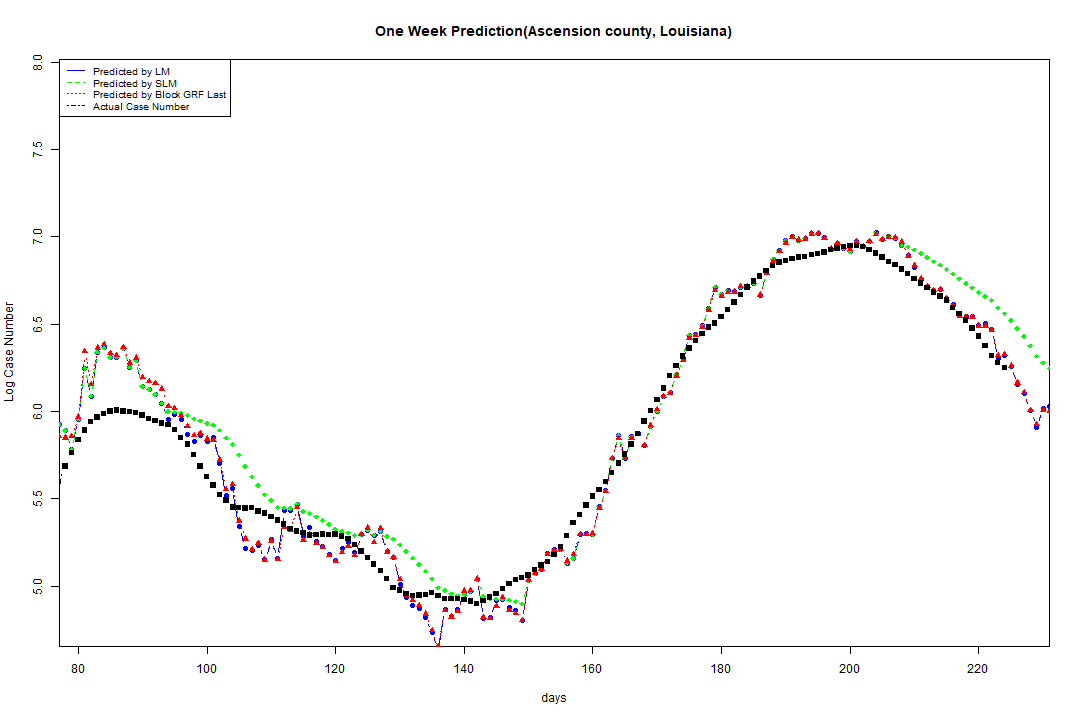 One Week Prediction(Ascension county, Louisiana)
8.0
7.5
7.0
6.5
6.0
5.5
5.0
Log Case Number
Predicted by LM
Predicted by SLM
Predicted by Block GRF Last
Actual Case Number
80 100 120 140 160 180 200 220
days